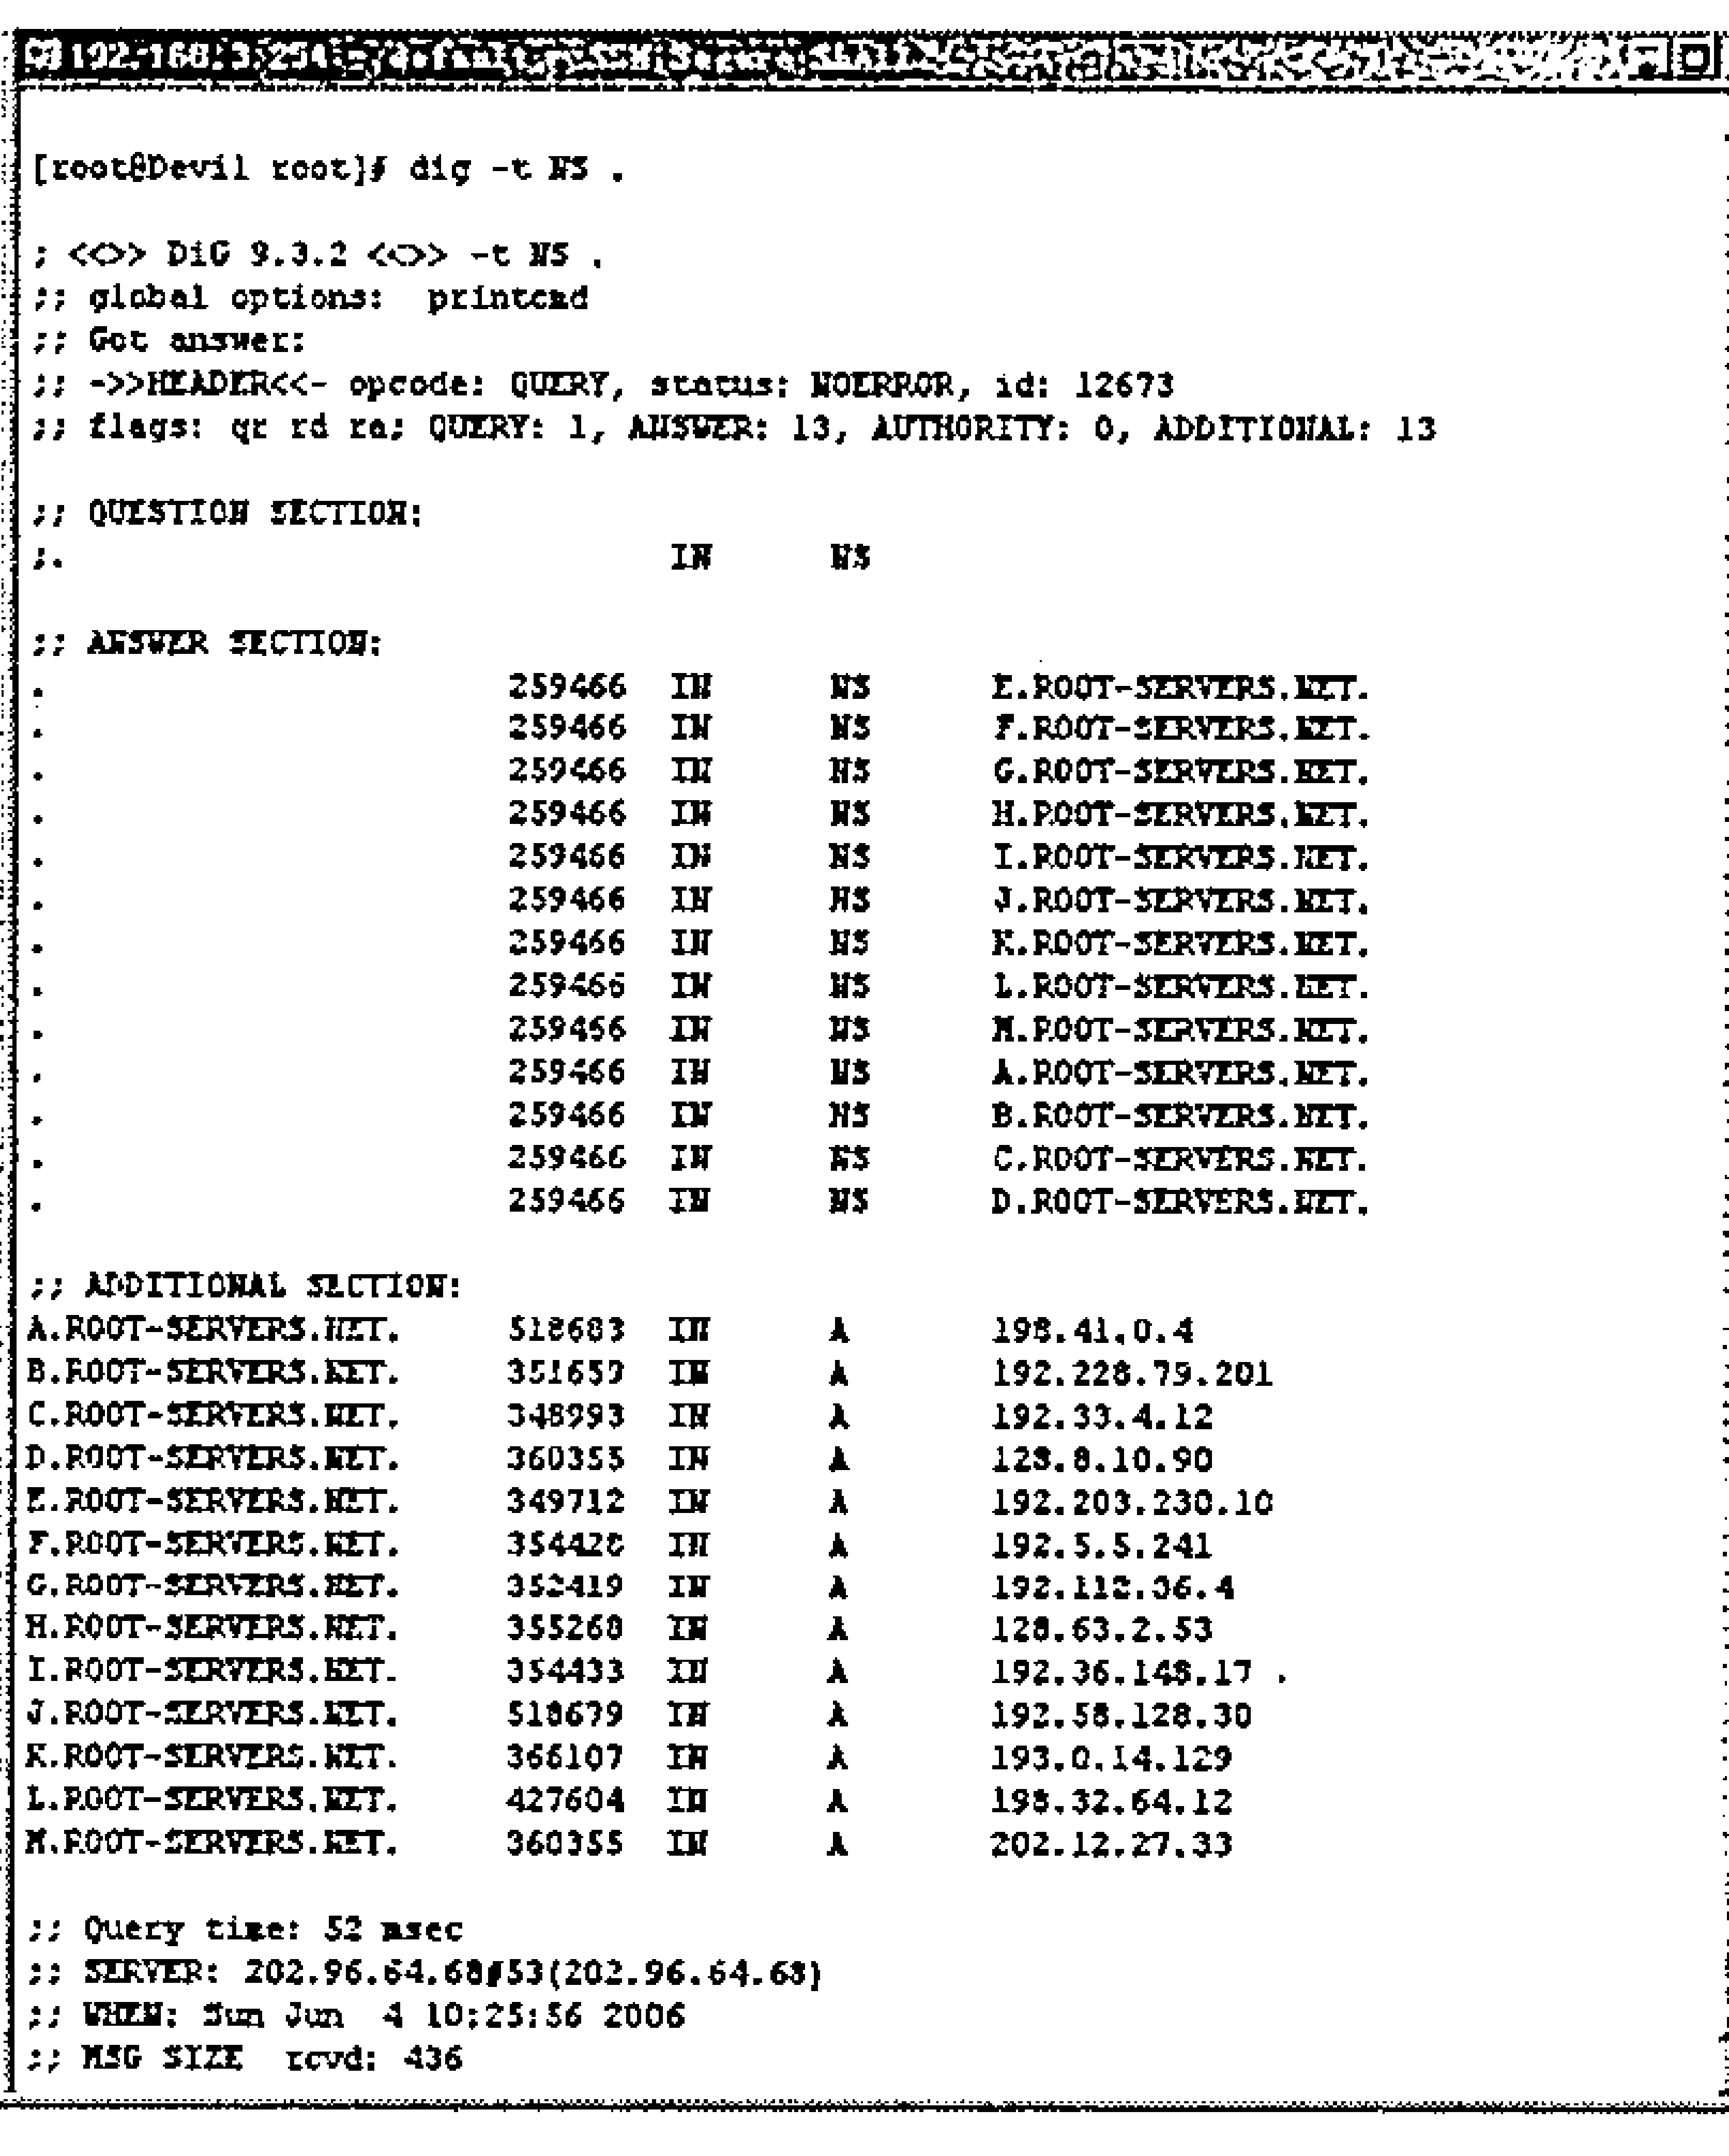 [root@Devil root]# dig -t NS .
; <<>> DiG 9.3.2 <<>> -t NS .
;; global options:  printcmd
;; Got answer:
;; ->>HEADER<<- opcode: QUERY, status: NOERROR, id: 12673
;; flags: qr rd ra; QUERY: 1, ANSWER: 13, AUTHORITY: 0, ADDITIONAL: 13
;; QUESTION SECTION:
;. IN NS
;; ANSWER SECTION:
. 259466 IN NS E.ROOT-SERVERS.NET.
. 259466 IN NS F.ROOT-SERVERS.NET.
. 259466 IN NS G.ROOT-SERVERS.NET.
. 259466 IN NS H.ROOT-SERVERS.NET.
. 259466 IN NS I.ROOT-SERVERS.NET.
. 259466 IN NS J.ROOT-SERVERS.NET.
. 259466 IN NS K.ROOT-SERVERS.NET.
. 259466 IN NS L.ROOT-SERVERS.NET.
. 259466 IN NS M.ROOT-SERVERS.NET.
. 259466 IN NS A.ROOT-SERVERS.NET.
. 259466 IN NS B.ROOT-SERVERS.NET.
. 259466 IN NS C.ROOT-SERVERS.NET.
. 259466 IN NS D.ROOT-SERVERS.NET.
;; ADDITIONAL SECTION:
A.ROOT-SERVERS.NET. 518683 IN A 198.41.0.4
B.ROOT-SERVERS.NET. IN A 192.228.79.201
C.ROOT-SERVERS.NET. 348993 IN A 192.33.4.12
D.ROOT-SERVERS.NET. 360355 IN A 128.8.10.90
E.ROOT-SERVERS.NET. 349712 IN A 192.203.230.10
F.ROOT-SERVERS.NET. 354428 IN A 192.5.5.241
G.ROOT-SERVERS.NET. 352419 IN A 192.112.36.4
H.ROOT-SERVERS.NET. 355268 IN A 128.63.2.53
I.ROOT-SERVERS.NET. 354433 IN A 192.36.148.17
J.ROOT-SERVERS.NET. 518679 IN A 192.58.128.30
K.ROOT-SERVERS.NET. 366107 IN A 193.0.14.129
L.ROOT-SERVERS.NET. 427604 IN A 198.32.64.12
M.ROOT-SERVERS.NET. 360355 IN A 202.12.27.33
;; Query time: 52 msec
;; SERVER: 202.96.64.68#53(202.96.64.68)
;; WHEN: Sun Jun  4 10:25:56 2006
;; MSG SIZE  rcvd: 436